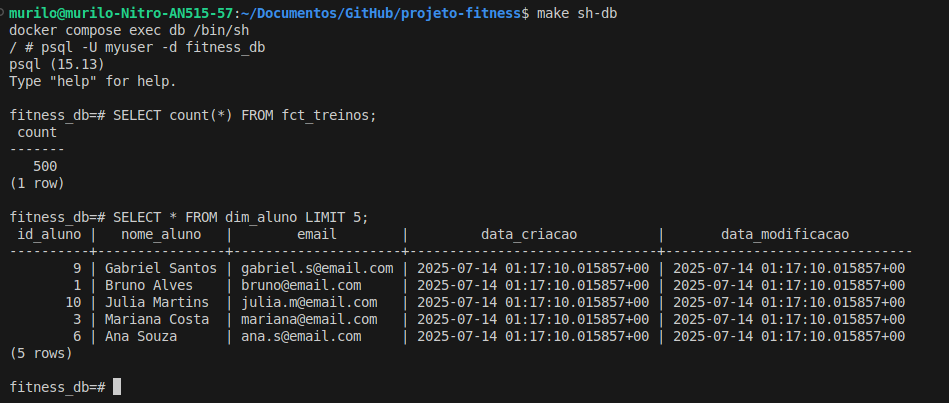 murilo@murilo-Nitro-AN515-57:~/Documentos/GitHub/projeto-fitness$ make sh-db
docker compose exec db /bin/sh
/ # psql -U myuser -d fitness_db
psql (15.13)
Type "help" for help.

fitness_db=# SELECT count(*) FROM fct_treinos;
 count
-------
   500
(1 row)

fitness_db=# SELECT * FROM dim_aluno LIMIT 5;
 id_aluno |  nome_aluno   |       email        |         data_criacao          |       data_modificacao
----------+---------------+--------------------+-------------------------------+-------------------------------
        9 | Gabriel Santos | gabriel.s@email.com | 2025-07-14 01:17:10.015857+00 | 2025-07-14 01:17:10.015857+00
        1 | Bruno Alves    | bruno@email.com     | 2025-07-14 01:17:10.015857+00 | 2025-07-14 01:17:10.015857+00
       10 | Julia Martins  | julia.m@email.com   | 2025-07-14 01:17:10.015857+00 | 2025-07-14 01:17:10.015857+00
        3 | Mariana Costa  | mariana@email.com   | 2025-07-14 01:17:10.015857+00 | 2025-07-14 01:17:10.015857+00
        6 | Ana Souza      | ana.s@email.com     | 2025-07-14 01:17:10.015857+00 | 2025-07-14 01:17:10.015857+00
(5 rows)

fitness_db=#